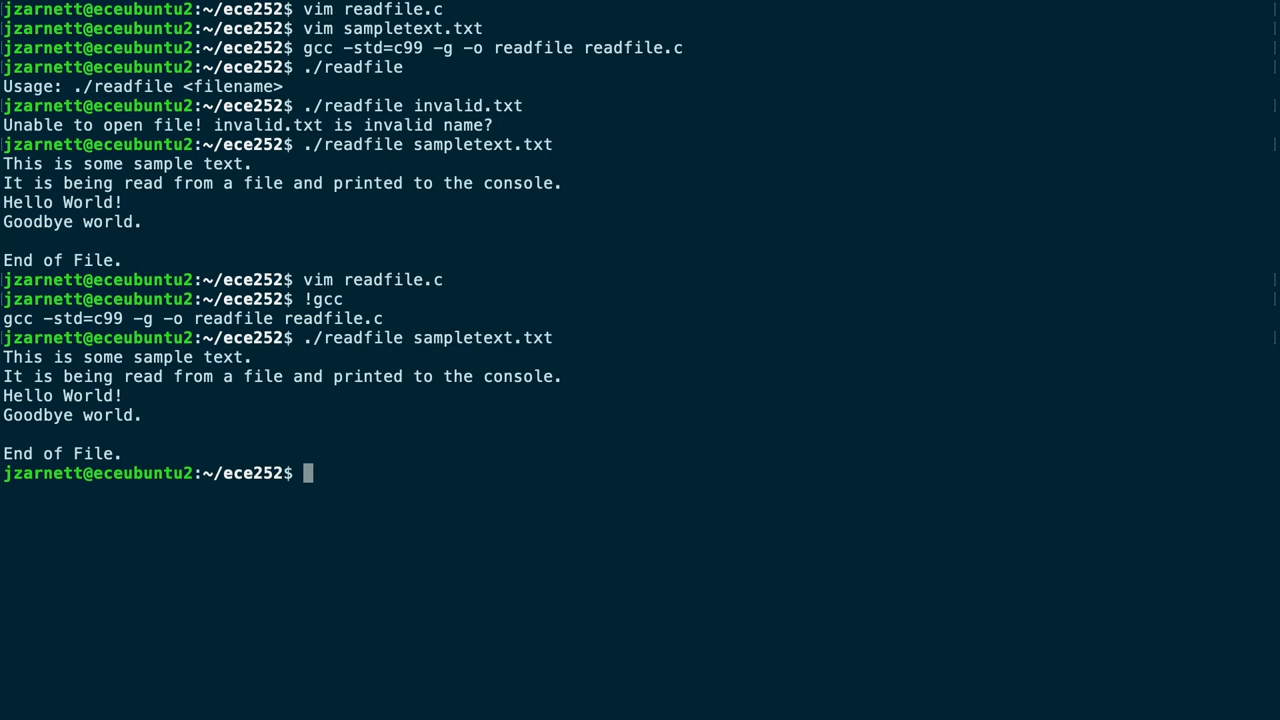 jzarnett@eceubuntu2:~/ece252$ vim readfile.c
jzarnett@eceubuntu2:~/ece252$ vim sampletext.txt
jzarnett@eceubuntu2:~/ece252$ gcc -std=c99 -g -o readfile readfile.c
jzarnett@eceubuntu2:~/ece252$ ./readfile
Usage: ./readfile <filename>
jzarnett@eceubuntu2:~/ece252$ ./readfile invalid.txt
Unable to open file! invalid.txt is invalid name?
jzarnett@eceubuntu2:~/ece252$ ./readfile sampletext.txt
This is some sample text.
It is being read from a file and printed to the console.
Hello World!
Goodbye world.

End of File.
jzarnett@eceubuntu2:~/ece252$ vim readfile.c
jzarnett@eceubuntu2:~/ece252$ !gcc
gcc -std=c99 -g -o readfile readfile.c
jzarnett@eceubuntu2:~/ece252$ ./readfile sampletext.txt
This is some sample text.
It is being read from a file and printed to the console.
Hello World!
Goodbye world.

End of File.
jzarnett@eceubuntu2:~/ece252$